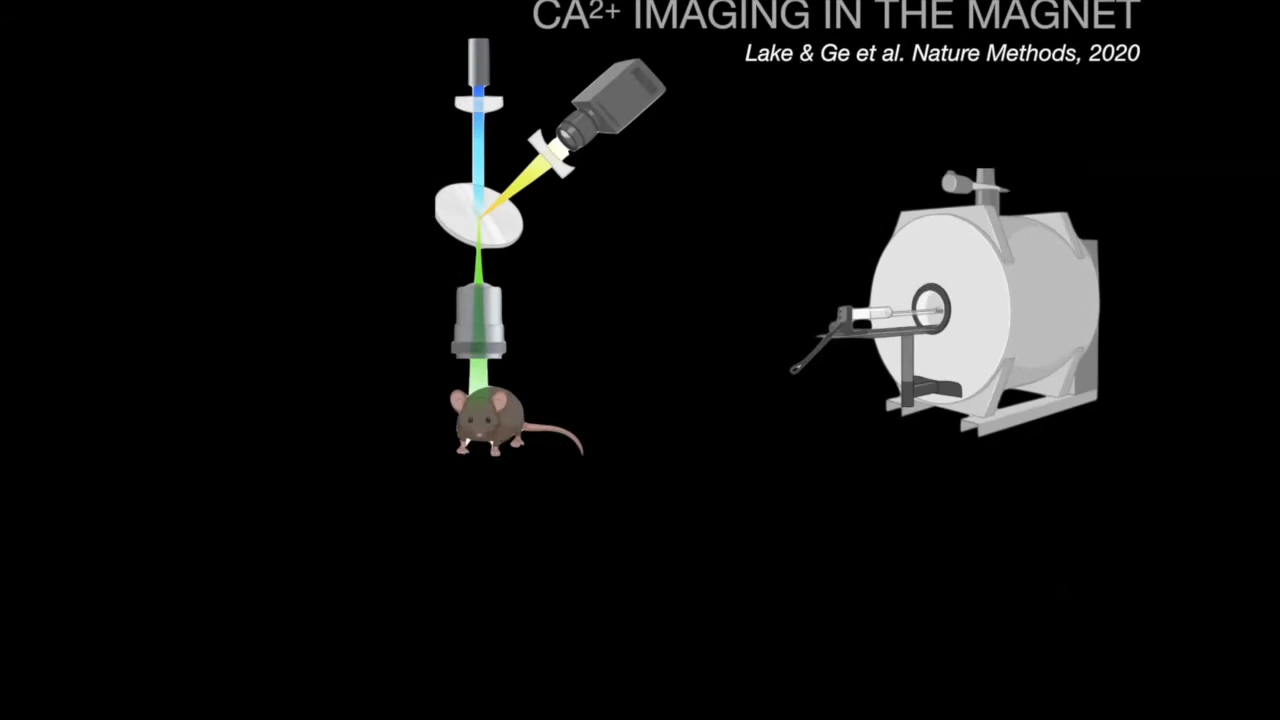 CA²⁺ IMAGING IN THE MAGNET
Lake & Ge et al. Nature Methods, 2020